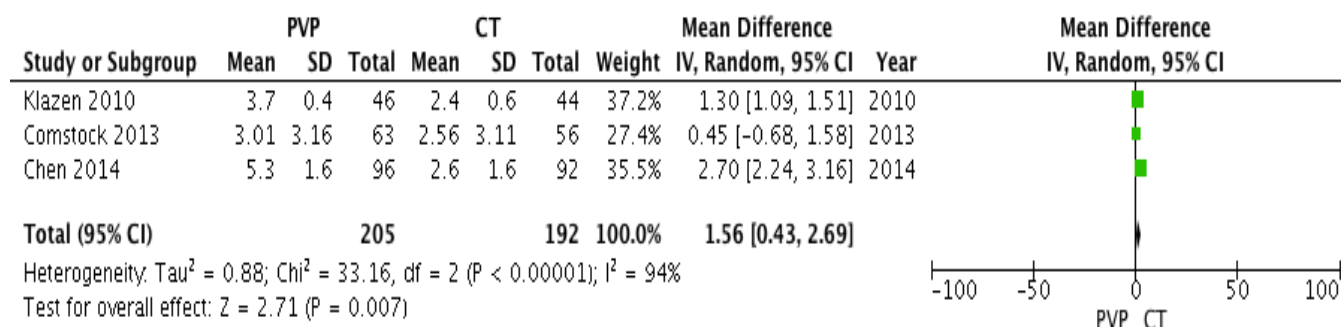 PVP CT Mean Difference Mean Difference
Study or Subgroup Mean SD Total Mean SD Total Weight IV, Random, 95% CI Year IV, Random, 95% CI
Klazen 2010 3.7 0.4 46 2.4 0.6 44 37.2% 1.30 [1.09, 1.51] 2010
Comstock 2013 3.01 3.16 63 2.56 3.11 56 27.4% 0.45 [-0.68, 1.58] 2013
Chen 2014 5.3 1.6 96 2.6 1.6 92 35.5% 2.70 [2.24, 3.16] 2014
Total (95% CI) 205 192 100.0% 1.56 [0.43, 2.69]
Heterogeneity: Tau² = 0.88; Chi² = 33.16, df = 2 (P < 0.00001); I² = 94%
Test for overall effect: Z = 2.71 (P = 0.007)
-100 -50 0 50 100
PVP CT